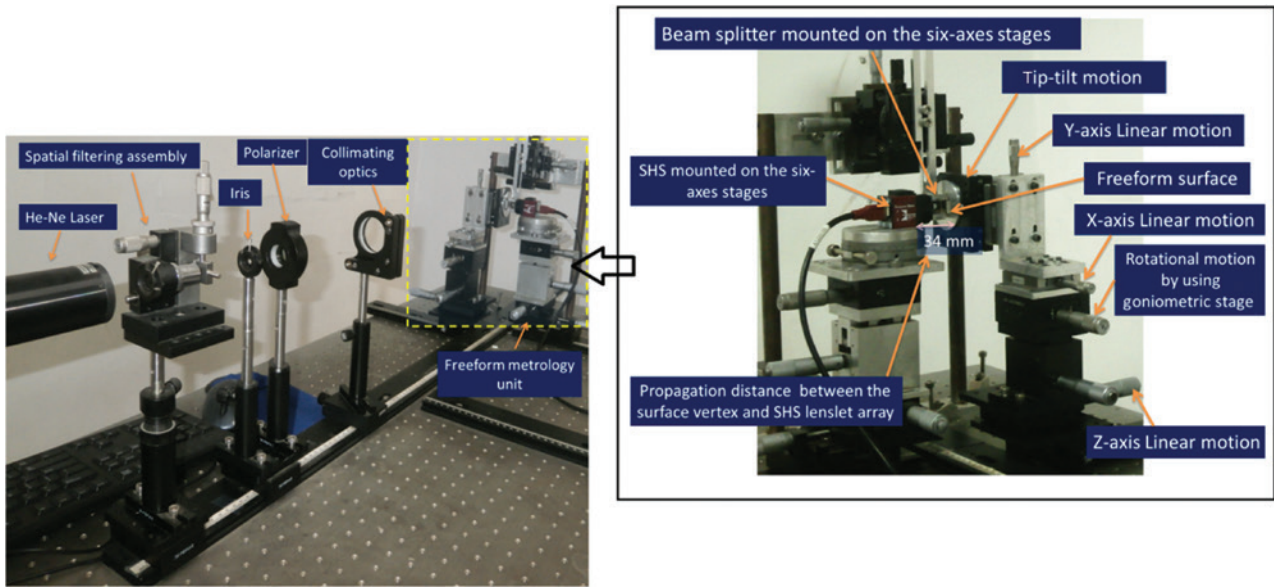 Spatial filtering assembly
Polarizer
Collimating
optics
Iris
He-Ne Laser
Freeform metrology
unit
Beam splitter mounted on the six-axes stages
Tip-tilt motion
Y-axis Linear motion
SHS mounted on the six-
axes stages
Freeform surface
X-axis Linear motion
34 mm
Rotational motion
by using
goniometric stage
Propagation distance between the
surface vertex and SHS lenslet array
Z-axis Linear motion